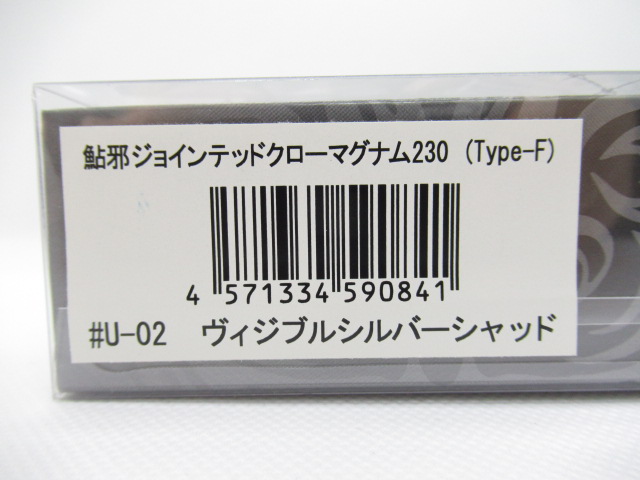 鮎邪ジョインテッドクローマグナム230 (Type-F)
4 571334 590841
#U-02 ヴィジブルシルバーシャッド